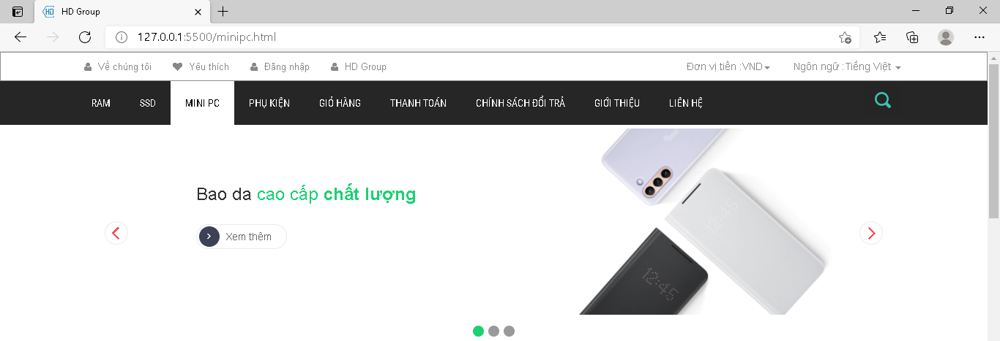 HD Group
127.0.0.1:5500/minipc.html
Về chúng tôi Yêu thích Đăng nhập HD Group Đơn vị tiền :VND Ngôn ngữ :Tiếng Việt
RAM SSD MINI PC PHỤ KIỆN GIỎ HÀNG THANH TOÁN CHÍNH SÁCH ĐỔI TRẢ GIỚI THIỆU LIÊN HỆ
Bao da cao cấp chất lượng
Xem thêm
12:45
12:45